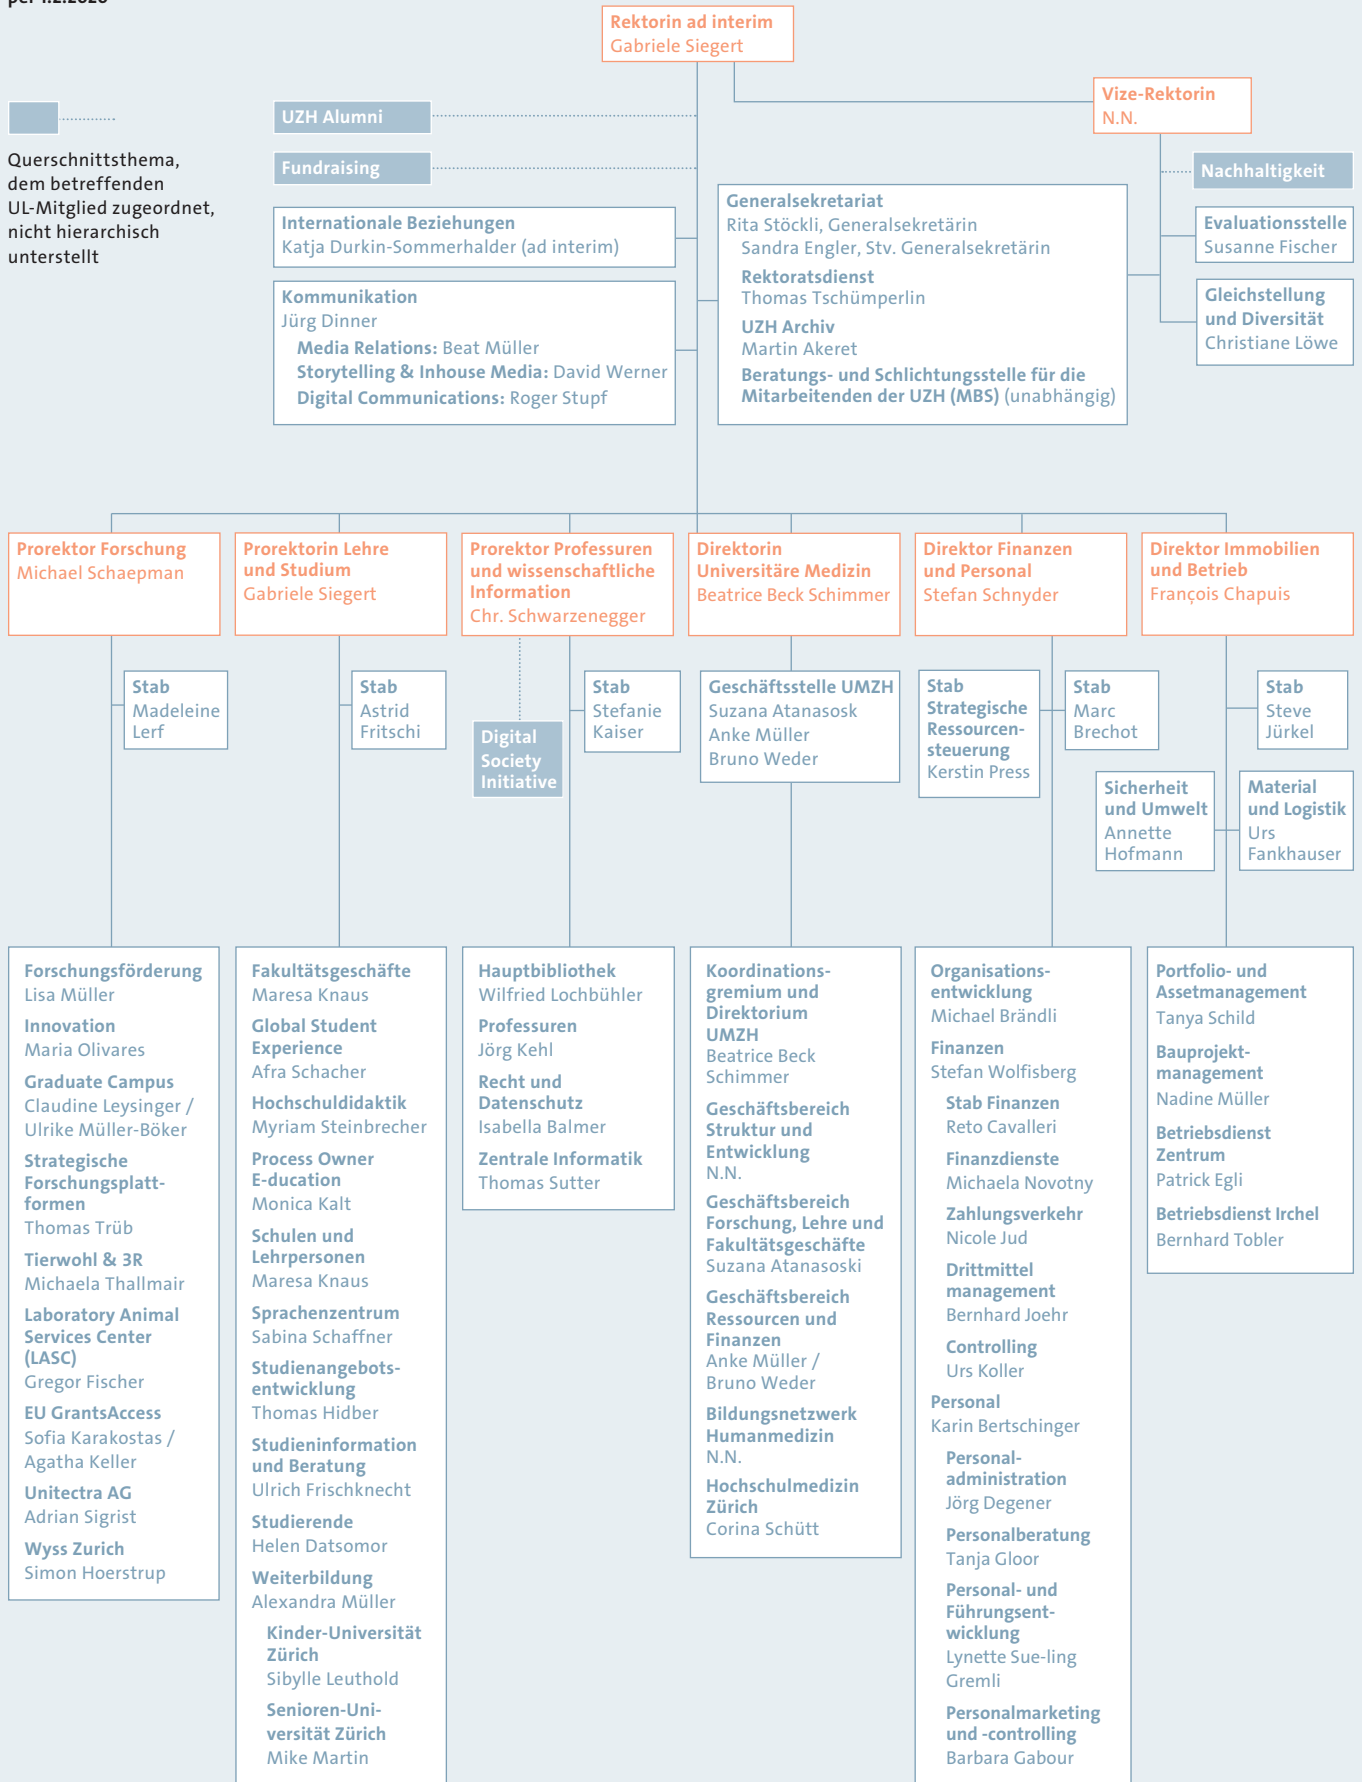 Rektorin ad interim
Gabriele Siegert
Vize-Rektorin
N.N.
Querschnittsthema,
dem betreffenden
UL-Mitglied zugeordnet,
nicht hierarchisch
unterstellt
UZH Alumni
Fundraising
Internationale Beziehungen
Katja Durkin-Sommerhalder (ad interim)
Kommunikation
Jürg Dinner
Media Relations: Beat Müller
Storytelling & Inhouse Media: David Werner
Digital Communications: Roger Stupf
Generalsekretariat
Rita Stöckli, Generalsekretärin
Sandra Engler, Stv. Generalsekretärin
Rektoratsdienst
Thomas Tschümperlin
UZH Archiv
Martin Akeret
Beratungs- und Schlichtungsstelle für die
Mitarbeitenden der UZH (MBS) (unabhängig)
Nachhaltigkeit
Evaluationsstelle
Susanne Fischer
Gleichstellung
und Diversität
Christiane Löwe
Prorektor Forschung
Michael Schaepman
Prorektorin Lehre
und Studium
Gabriele Siegert
Prorektor Professuren
und wissenschaftliche
Information
Chr. Schwarzenegger
Direktorin
Universitäre Medizin
Beatrice Beck Schimmer
Direktor Finanzen
und Personal
Stefan Schnyder
Direktor Immobilien
und Betrieb
François Chapuis
Stab
Madeleine
Lerf
Stab
Astrid
Fritschi
Digital
Society
Initiative
Stab
Stefanie
Kaiser
Geschäftsstelle UMZH
Suzana Atanasosk
Anke Müller
Bruno Weder
Stab
Strategische
Ressourcen-
steuerung
Kerstin Press
Stab
Marc
Brechot
Stab
Steve
Jürkel
Sicherheit
und Umwelt
Annette
Hofmann
Material
und Logistik
Urs
Fankhauser
Forschungsförderung
Lisa Müller
Innovation
Maria Olivares
Graduate Campus
Claudine Leysinger /
Ulrike Müller-Böker
Strategische
Forschungsplatt-
formen
Thomas Trüb
Tierwohl & 3R
Michaela Thallmair
Laboratory Animal
Services Center
(LASC)
Gregor Fischer
EU GrantsAccess
Sofia Karakostas /
Agatha Keller
Unitectra AG
Adrian Sigrist
Wyss Zurich
Simon Hoerstrup
Fakultätsgeschäfte
Maresa Knaus
Global Student
Experience
Afra Schacher
Hochschuldidaktik
Myriam Steinbrecher
Process Owner
E-ducation
Monica Kalt
Schulen und
Lehrpersonen
Maresa Knaus
Sprachenzentrum
Sabina Schaffner
Studienangebots-
entwicklung
Thomas Hidber
Studieninformation
und Beratung
Ulrich Frischknecht
Studierende
Helen Datsomor
Weiterbildung
Alexandra Müller
Kinder-Universität
Zürich
Sibylle Leuthold
Senioren-Uni-
versität Zürich
Mike Martin
Hauptbibliothek
Wilfried Lochbühler
Professuren
Jörg Kehl
Recht und
Datenschutz
Isabella Balmer
Zentrale Informatik
Thomas Sutter
Koordinations-
gremium und
Direktorium
UMZH
Beatrice Beck
Schimmer
Geschäftsbereich
Struktur und
Entwicklung
N.N.
Geschäftsbereich
Forschung, Lehre und
Fakultätsgeschäfte
Suzana Atanasoski
Geschäftsbereich
Ressourcen und
Finanzen
Anke Müller /
Bruno Weder
Bildungsnetzwerk
Humanmedizin
N.N.
Hochschulmedizin
Zürich
Corina Schütt
Organisations-
entwicklung
Michael Brändli
Finanzen
Stefan Wolfisberg
Stab Finanzen
Reto Cavalleri
Finanzdienste
Michaela Novotny
Zahlungsverkehr
Nicole Jud
Drittmittel
management
Bernhard Joehr
Controlling
Urs Koller
Personal
Karin Bertschinger
Personal-
administration
Jörg Degener
Personalberatung
Tanja Gloor
Personal- und
Führungsent-
wicklung
Lynette Sue-ling
Gremli
Personalmarketing
und -controlling
Barbara Gabour
Portfolio- und
Assetmanagement
Tanya Schild
Bauprojekt-
management
Nadine Müller
Betriebsdienst
Zentrum
Patrick Egli
Betriebsdienst Irchel
Bernhard Tobler